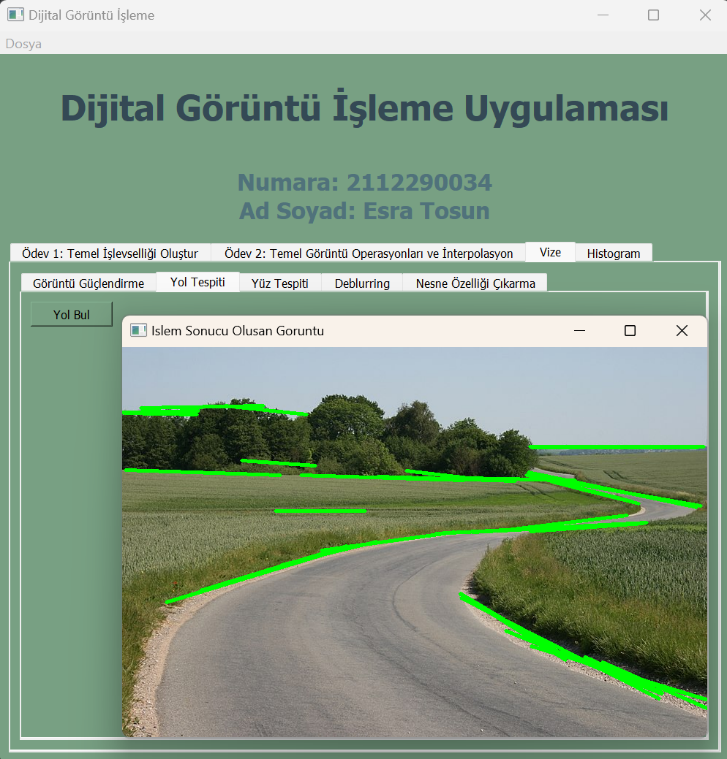 Dijital Görüntü İşleme
Dosya
Dijital Görüntü İşleme Uygulaması
Numara: 2112290034
Ad Soyad: Esra Tosun
Ödev 1: Temel İşlevselliği Oluştur Ödev 2: Temel Görüntü Operasyonları ve İnterpolasyon Vize Histogram
Görüntü Güçlendirme Yol Tespiti Yüz Tespiti Deblurring Nesne Özelliği Çıkarma
Yol Bul
Islem Sonucu Olusan Goruntu